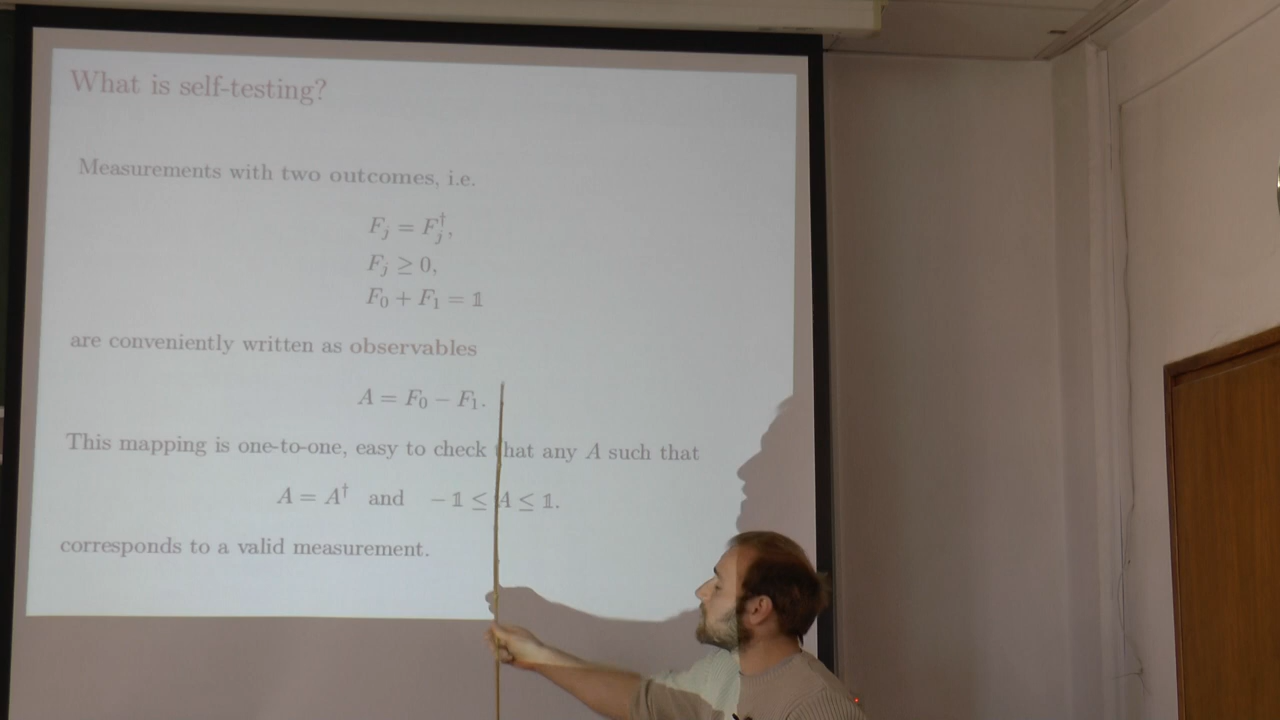 What is self-testing?
Measurements with two outcomes, i.e.
F_j = F_j^†,
F_j ≥ 0,
F_0 + F_1 = 𝟙
are conveniently written as observables
A = F_0 − F_1.
This mapping is one-to-one, easy to check that any A such that
A = A^† and − 𝟙 ≤ A ≤ 𝟙.
corresponds to a valid measurement.